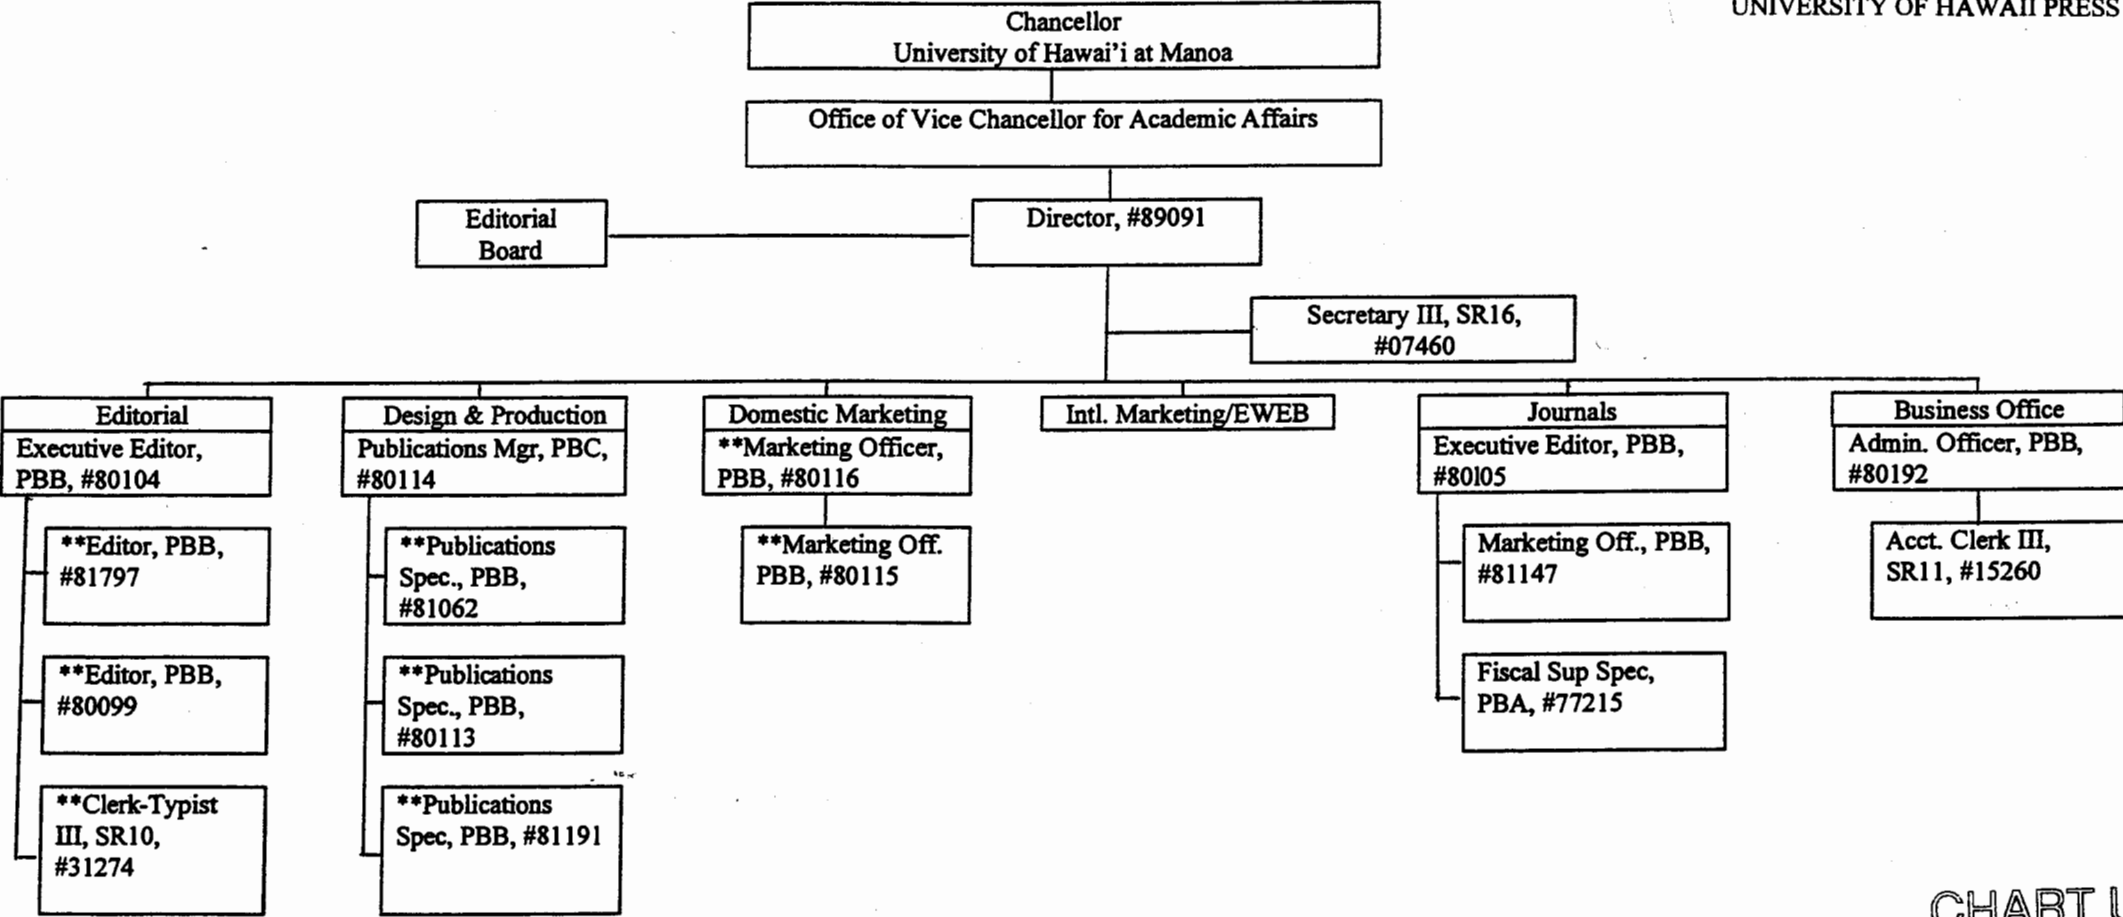 UNIVERSITY OF HAWAII PRESS
Chancellor
University of Hawai'i at Manoa
Office of Vice Chancellor for Academic Affairs
Editorial
Board
Director, #89091
Secretary III, SR16,
#07460
Editorial
Executive Editor,
PBB, #80104
**Editor, PBB,
#81797
**Editor, PBB,
#80099
**Clerk-Typist
III, SR10,
#31274
Design & Production
Publications Mgr, PBC,
#80114
**Publications
Spec., PBB,
#81062
**Publications
Spec., PBB,
#80113
**Publications
Spec, PBB, #81191
Domestic Marketing
**Marketing Officer,
PBB, #80116
**Marketing Off.
PBB, #80115
Intl. Marketing/EWEB
Journals
Executive Editor, PBB,
#80105
Marketing Off., PBB,
#81147
Fiscal Sup Spec,
PBA, #77215
Business Office
Admin. Officer, PBB,
#80192
Acct. Clerk III,
SR11, #15260
CHART